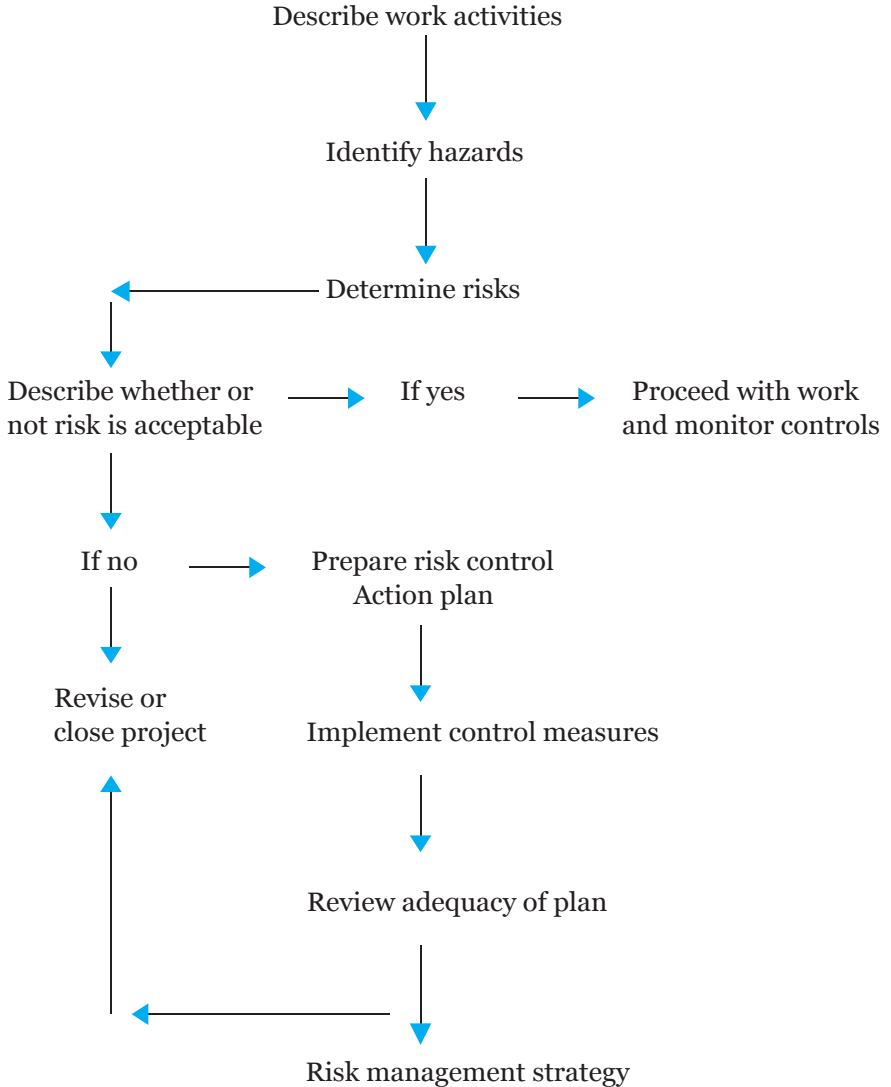 Describe work activities
Identify hazards
Determine risks
Describe whether or
not risk is acceptable
If yes
Proceed with work
and monitor controls
If no
Prepare risk control
Action plan
Revise or
close project
Implement control measures
Review adequacy of plan
Risk management strategy